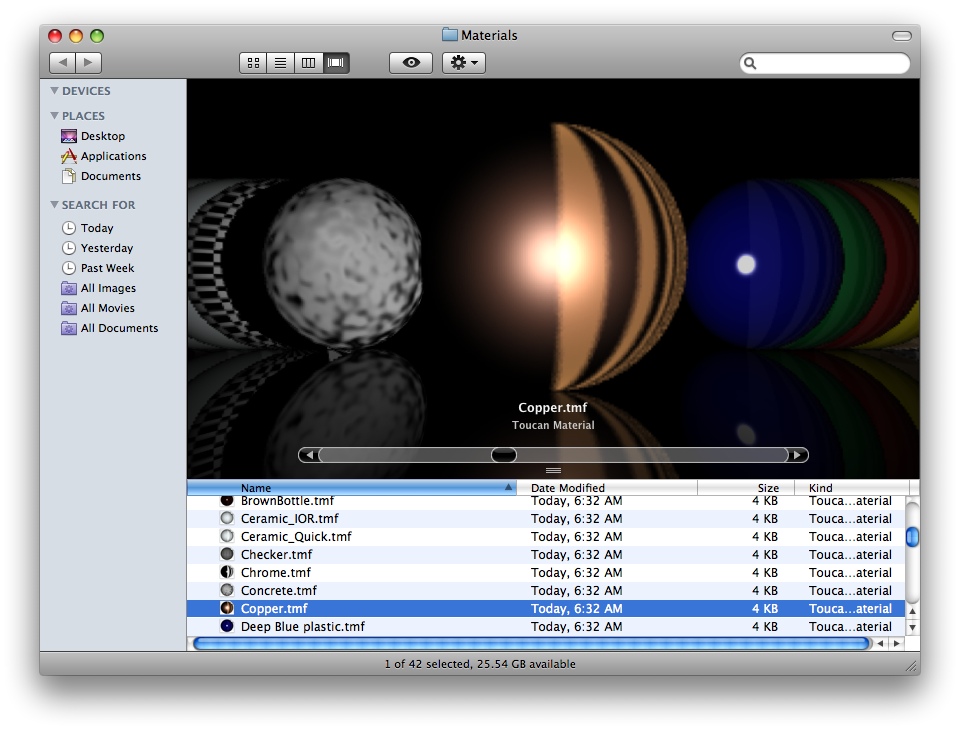 Materials
DEVICES
PLACES
Desktop
Applications
Documents
SEARCH FOR
Today
Yesterday
Past Week
All Images
All Movies
All Documents
Copper.tmf
Toucan Material
Name Date Modified Size Kind
BrownBottle.tmf Today, 6:32 AM 4 KB Touca...aterial
Ceramic_IOR.tmf Today, 6:32 AM 4 KB Touca...aterial
Ceramic_Quick.tmf Today, 6:32 AM 4 KB Touca...aterial
Checker.tmf Today, 6:32 AM 4 KB Touca...aterial
Chrome.tmf Today, 6:32 AM 4 KB Touca...aterial
Concrete.tmf Today, 6:32 AM 4 KB Touca...aterial
Copper.tmf Today, 6:32 AM 4 KB Touca...aterial
Deep Blue plastic.tmf Today, 6:32 AM 4 KB Touca...aterial
1 of 42 selected, 25.54 GB available